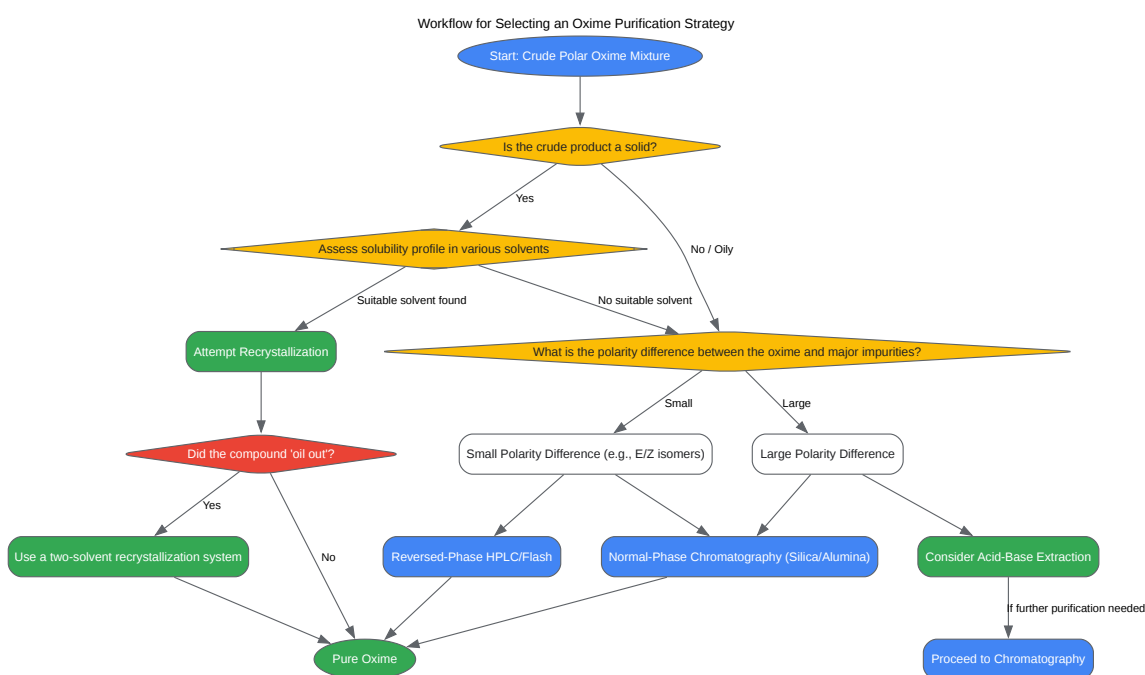 Workflow for Selecting an Oxime Purification Strategy
Start: Crude Polar Oxime Mixture
Is the crude product a solid?
Yes
No / Oily
Assess solubility profile in various solvents
Suitable solvent found
No suitable solvent
Attempt Recrystallization
What is the polarity difference between the oxime and major impurities?
Small
Large
Did the compound 'oil out'?
Small Polarity Difference (e.g., E/Z isomers)
Large Polarity Difference
Yes
No
Use a two-solvent recrystallization system
Reversed-Phase HPLC/Flash
Normal-Phase Chromatography (Silica/Alumina)
Consider Acid-Base Extraction
If further purification needed
Pure Oxime
Proceed to Chromatography